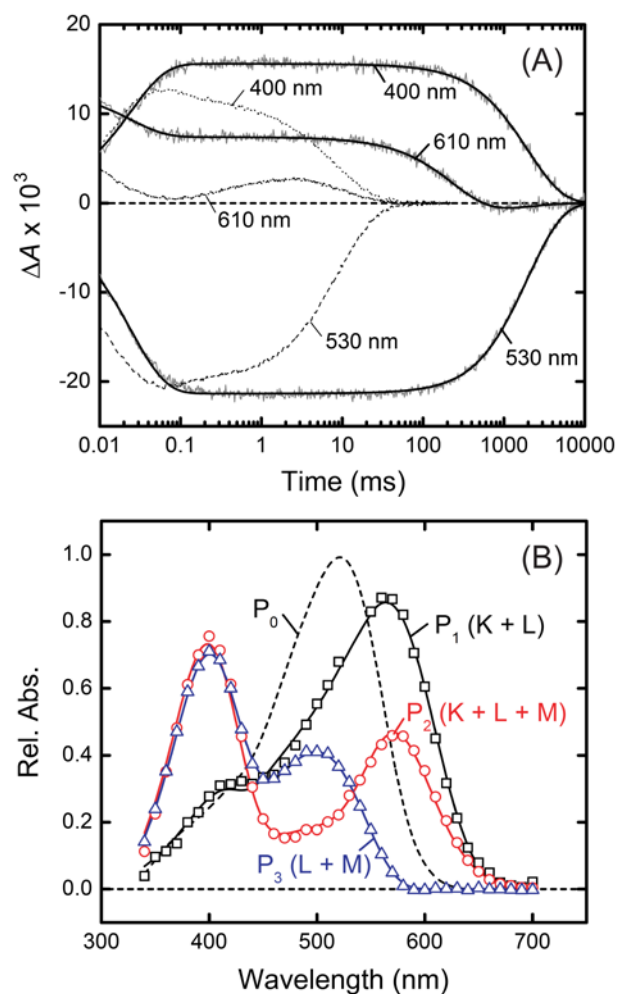 (A)
ΔA x 10³
20
10
0
-10
-20
400 nm
400 nm
610 nm
610 nm
530 nm
530 nm
0.01 0.1 1 10 100 1000 10000
Time (ms)
(B)
Rel. Abs.
1.0
0.8
0.6
0.4
0.2
0.0
P₀
P₁ (K + L)
P₂ (K + L + M)
P₃ (L + M)
300 400 500 600 700
Wavelength (nm)